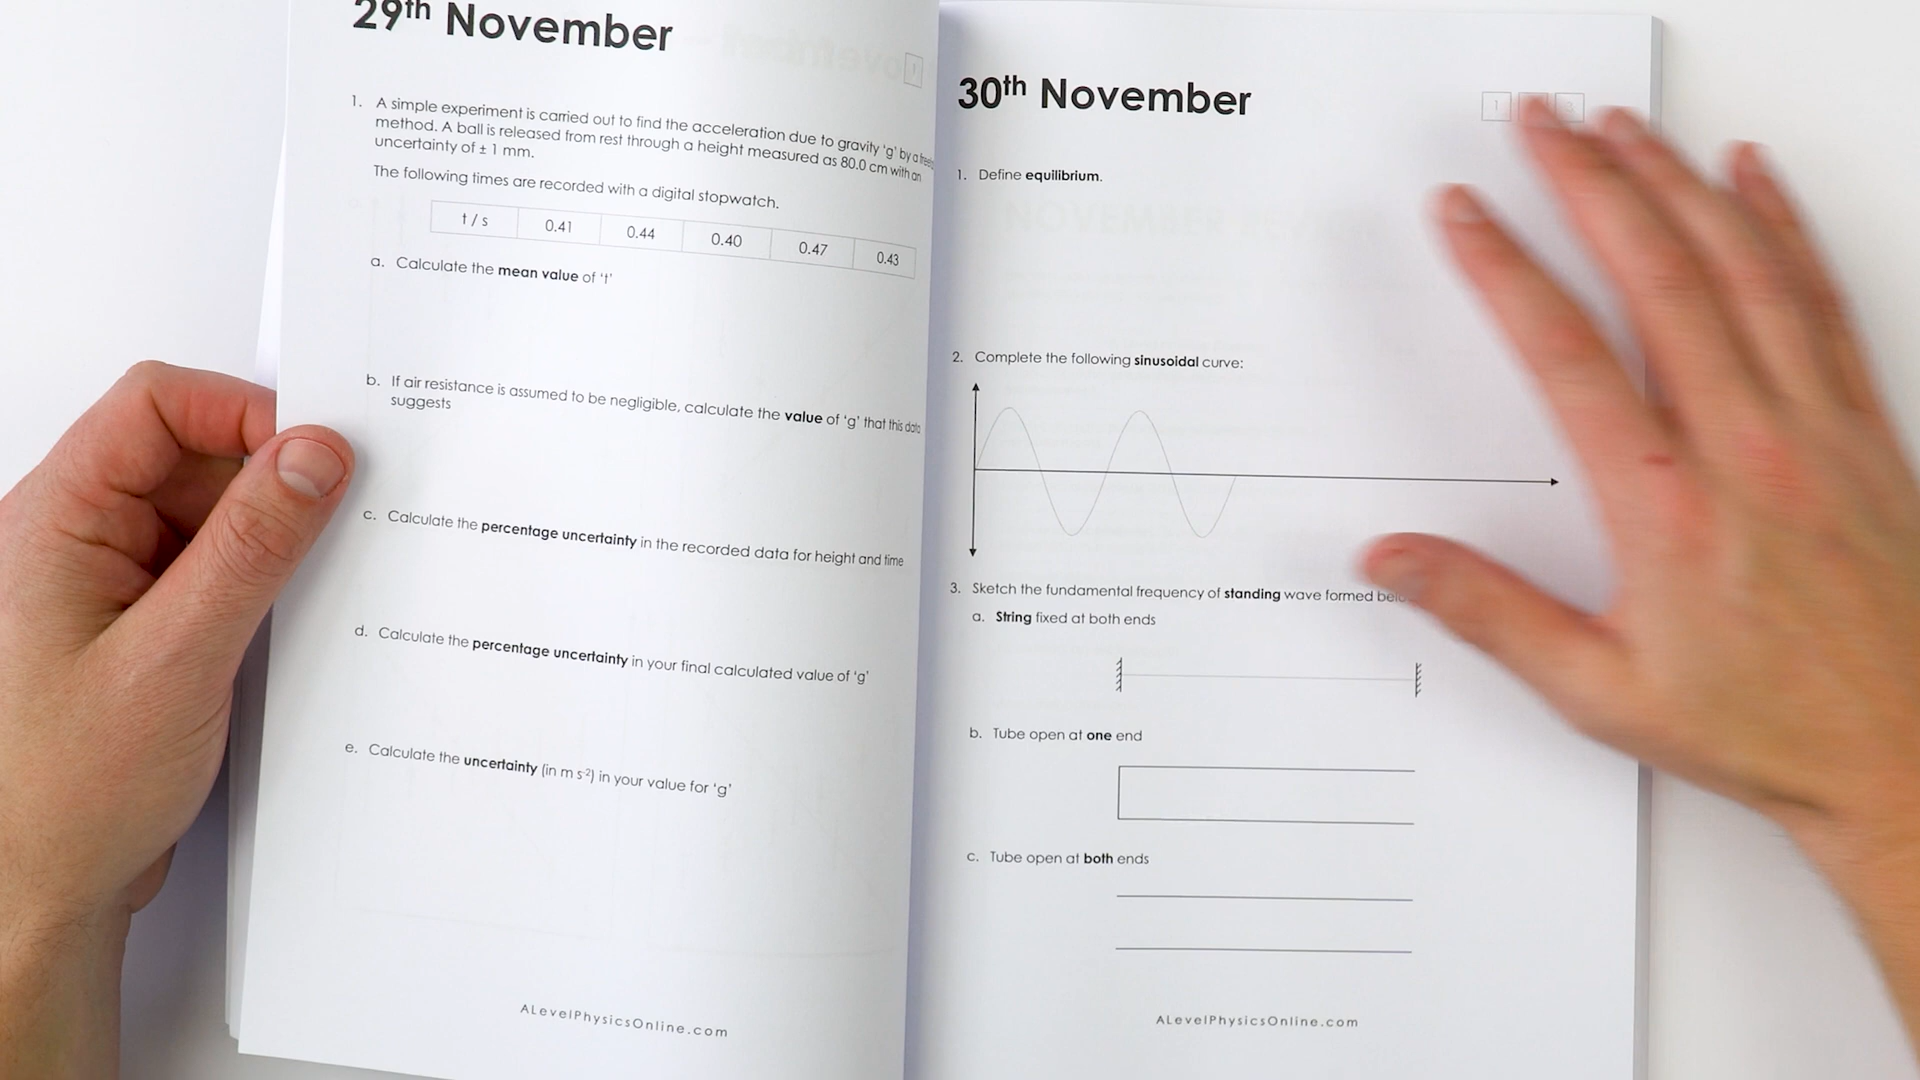 29th November
1
1. A simple experiment is carried out to find the acceleration due to gravity 'g' by a
method. A ball is released from rest through a height measured as 80.0 cm with an
uncertainty of ± 1 mm.
The following times are recorded with a digital stopwatch.
t / s 0.41 0.44 0.40 0.47 0.43
a. Calculate the mean value of 't'
b. If air resistance is assumed to be negligible, calculate the value of 'g' that this data
suggests
c. Calculate the percentage uncertainty in the recorded data for height and time
d. Calculate the percentage uncertainty in your final calculated value of 'g'
e. Calculate the uncertainty (in m s-2) in your value for 'g'
ALevelPhysicsOnline.com
30th November
1 3
1. Define equilibrium.
2. Complete the following sinusoidal curve:
3. Sketch the fundamental frequency of standing wave formed
a. String fixed at both ends
b. Tube open at one end
c. Tube open at both ends
ALevelPhysicsOnline.com